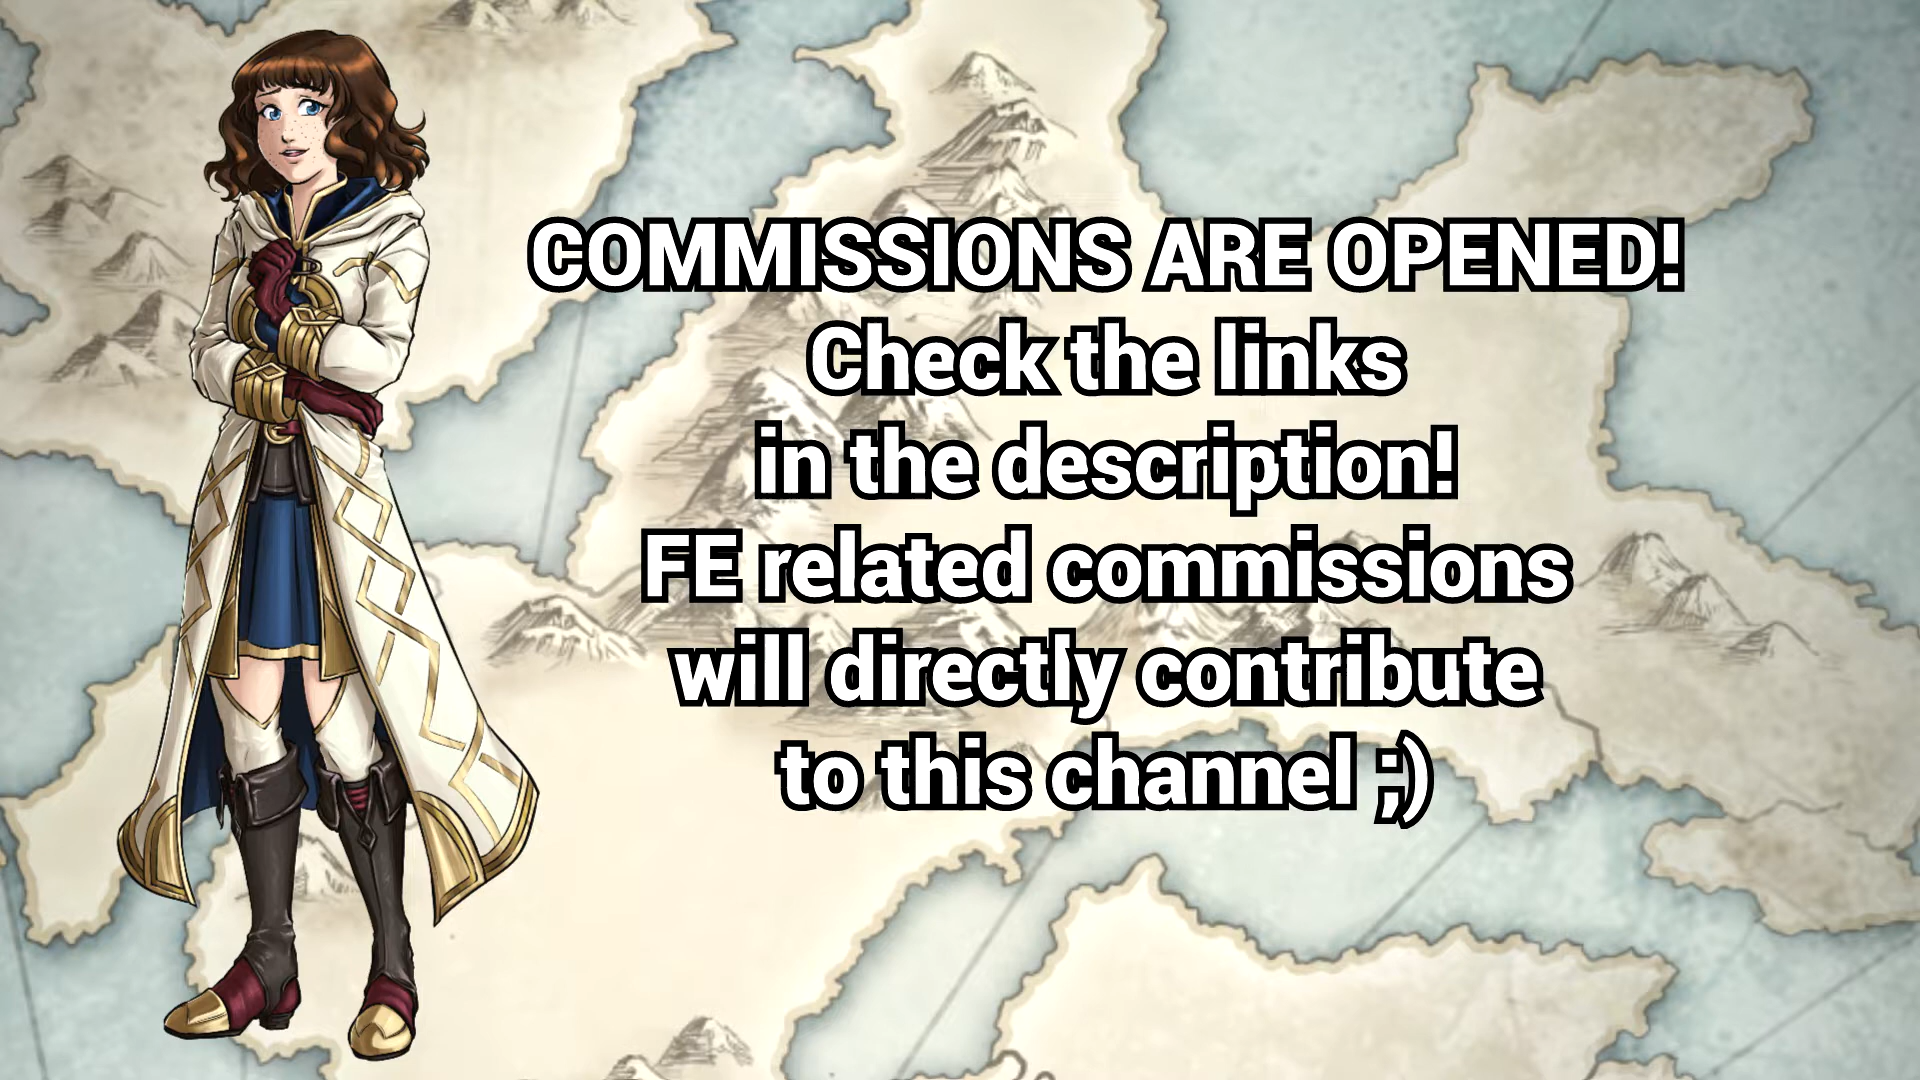 COMMISSIONS ARE OPENED!
Check the links
in the description!
FE related commissions
will directly contribute
to this channel ;)